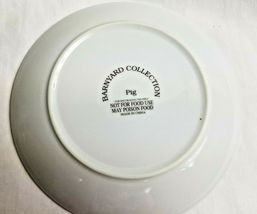 BARNYARD COLLECTION
Pig
NOT FOR FOOD USE
MAY POISON FOOD
MADE IN CHINA